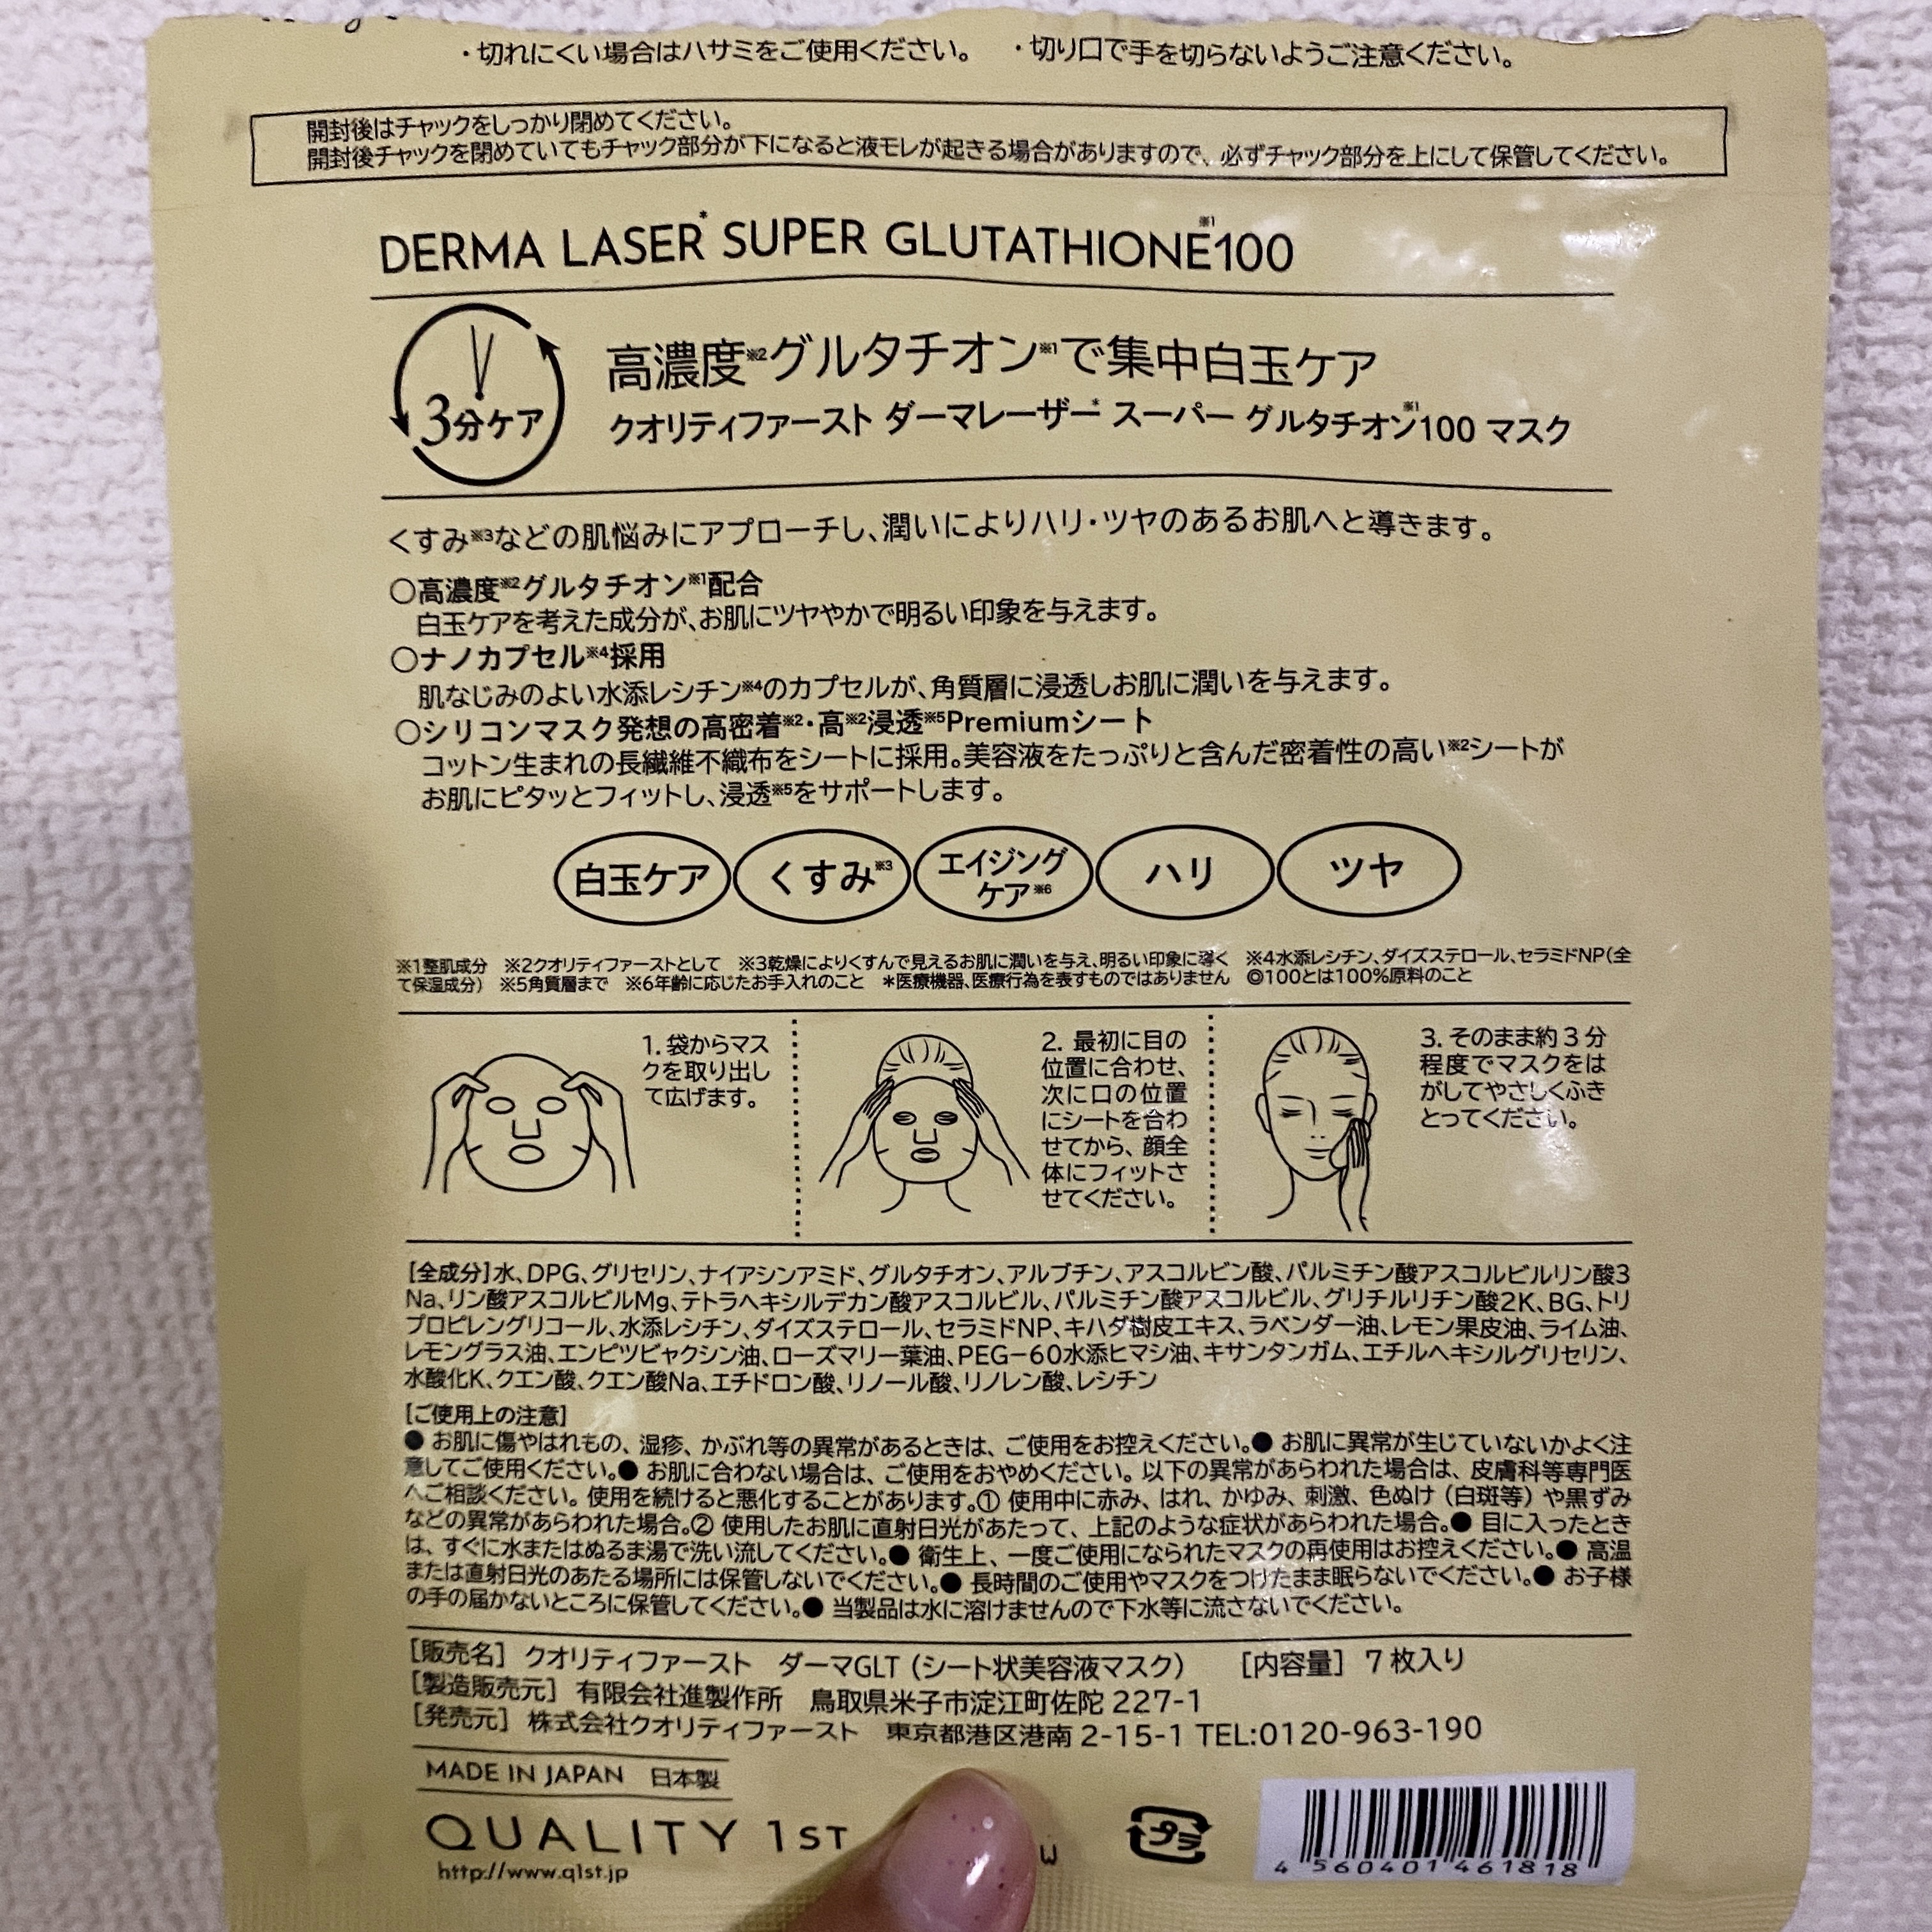 ・切れにくい場合はハサミをご使用ください。 ・切り口で手を切らないようご注意ください。
開封後はチャックをしっかり閉めてください。
開封後チャックを閉めていてもチャック部分が下になると液モレが起きる場合がありますので、必ずチャック部分を上にして保管してください。
DERMA LASER* SUPER GLUTATHIONE※1100
3分ケア
高濃度※2グルタチオン※1で集中白玉ケア
クオリティファースト ダーマレーザー* スーパー グルタチオン※1100 マスク
くすみ※3などの肌悩みにアプローチし、潤いによりハリ・ツヤのあるお肌へと導きます。
○高濃度※2グルタチオン※1配合
白玉ケアを考えた成分が、お肌にツヤやかで明るい印象を与えます。
○ナノカプセル※4採用
肌なじみのよい水添レシチン※4のカプセルが、角質層に浸透しお肌に潤いを与えます。
○シリコンマスク発想の高密着※2・高※2浸透※5Premiumシート
コットン生まれの長繊維不織布をシートに採用。美容液をたっぷりと含んだ密着性の高い※2シートが
お肌にピタッとフィットし、浸透※5をサポートします。
白玉ケア くすみ※3 エイジングケア※6 ハリ ツヤ
※1整肌成分 ※2クオリティファーストとして ※3乾燥によりくすんで見えるお肌に潤いを与え、明るい印象に導く ※4水添レシチン、ダイズステロール、セラミドNP(全
て保湿成分) ※5角質層まで ※6年齢に応じたお手入れのこと *医療機器、医療行為を表すものではありません ◎100とは100%原料のこと
1. 袋からマス
クを取り出し
て広げます。
2. 最初に目の
位置に合わせ、
次に口の位置
にシートを合わ
せてから、顔全
体にフィットさ
せてください。
3. そのまま約3分
程度でマスクをは
がしてやさしくふき
とってください。
[全成分]水、DPG、グリセリン、ナイアシンアミド、グルタチオン、アルブチン、アスコルビン酸、パルミチン酸アスコルビルリン酸3
Na、リン酸アスコルビルMg、テトラヘキシルデカン酸アスコルビル、パルミチン酸アスコルビル、グリチルリチン酸2K、BG、トリ
プロピレングリコール、水添レシチン、ダイズステロール、セラミドNP、キハダ樹皮エキス、ラベンダー油、レモン果皮油、ライム油、
レモングラス油、エンピツビャクシン油、ローズマリー葉油、PEG-60水添ヒマシ油、キサンタンガム、エチルヘキシルグリセリン、
水酸化K、クエン酸、クエン酸Na、エチドロン酸、リノール酸、リノレン酸、レシチン
[ご使用上の注意]
● お肌に傷やはれもの、湿疹、かぶれ等の異常があるときは、ご使用をお控えください。● お肌に異常が生じていないかよく注
意してご使用ください。● お肌に合わない場合は、ご使用をおやめください。以下の異常があらわれた場合は、皮膚科等専門医
へご相談ください。使用を続けると悪化することがあります。① 使用中に赤み、はれ、かゆみ、刺激、色ぬけ(白斑等)や黒ずみ
などの異常があらわれた場合。② 使用したお肌に直射日光があたって、上記のような症状があらわれた場合。● 目に入ったとき
は、すぐに水またはぬるま湯で洗い流してください。● 衛生上、一度ご使用になられたマスクの再使用はお控えください。● 高温
または直射日光のあたる場所には保管しないでください。● 長時間のご使用やマスクをつけたまま眠らないでください。● お子様
の手の届かないところに保管してください。● 当製品は水に溶けませんので下水等に流さないでください。
[販売名] クオリティファースト ダーマGLT(シート状美容液マスク) [内容量] 7枚入り
[製造販売元] 有限会社進製作所 鳥取県米子市淀江町佐陀 227-1
[発売元] 株式会社クオリティファースト 東京都港区港南 2-15-1 TEL:0120-963-190
MADE IN JAPAN 日本製
QUALITY 1ST
http://www.q1st.jp
プラ
4 560401 461818